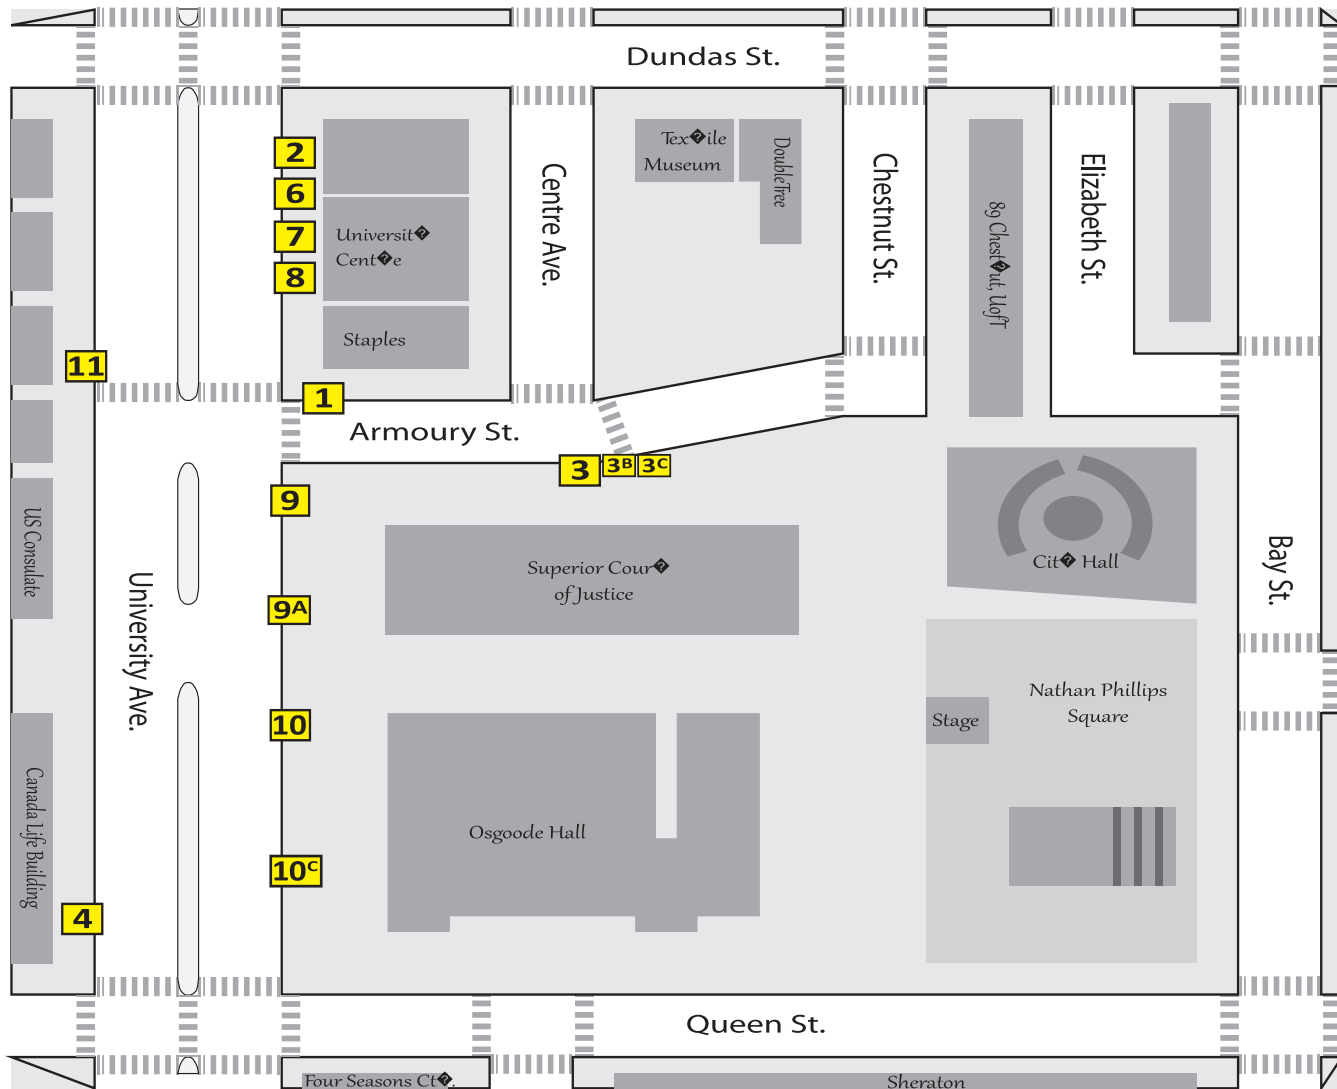 Dundas St.
2
6
7
8
Universit�
Cent�e
Staples
Centre Ave.
Tex�ile
Museum
DoubleTree
Chestnut St.
89 Chest�ut, UofT
Elizabeth St.
11
1
Armoury St.
3
3B
3C
9
US Consulate
University Ave.
9A
Superior Cour�
of Justice
Cit� Hall
Bay St.
10
Nathan Phillips
Square
Stage
Canada Life Building
Osgoode Hall
10C
4
Queen St.
Four Seasons Ct�.
Sheraton